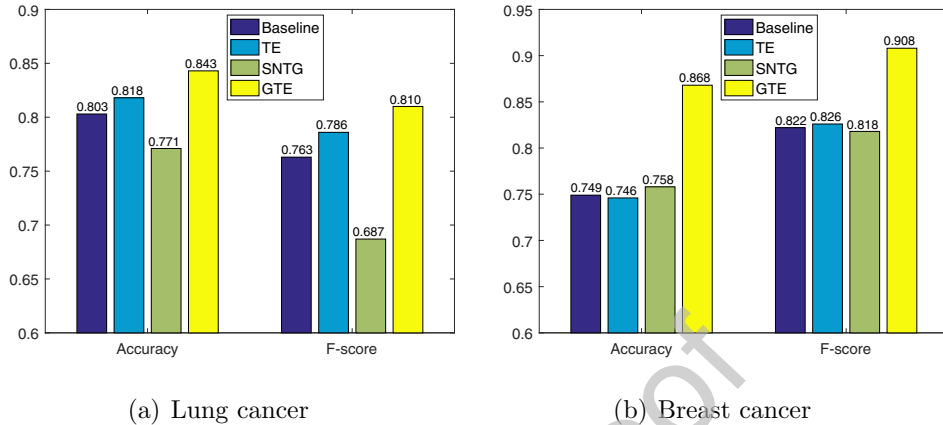 0.9
0.85
0.8
0.75
0.7
0.65
0.6
Baseline
TE
SNTG
GTE
0.803
0.818
0.771
0.843
0.763
0.786
0.687
0.810
Accuracy
F-score
(a) Lung cancer
0.95
0.9
0.85
0.8
0.75
0.7
0.65
0.6
Baseline
TE
SNTG
GTE
0.749
0.746
0.758
0.868
0.822
0.826
0.818
0.908
Accuracy
F-score
(b) Breast cancer